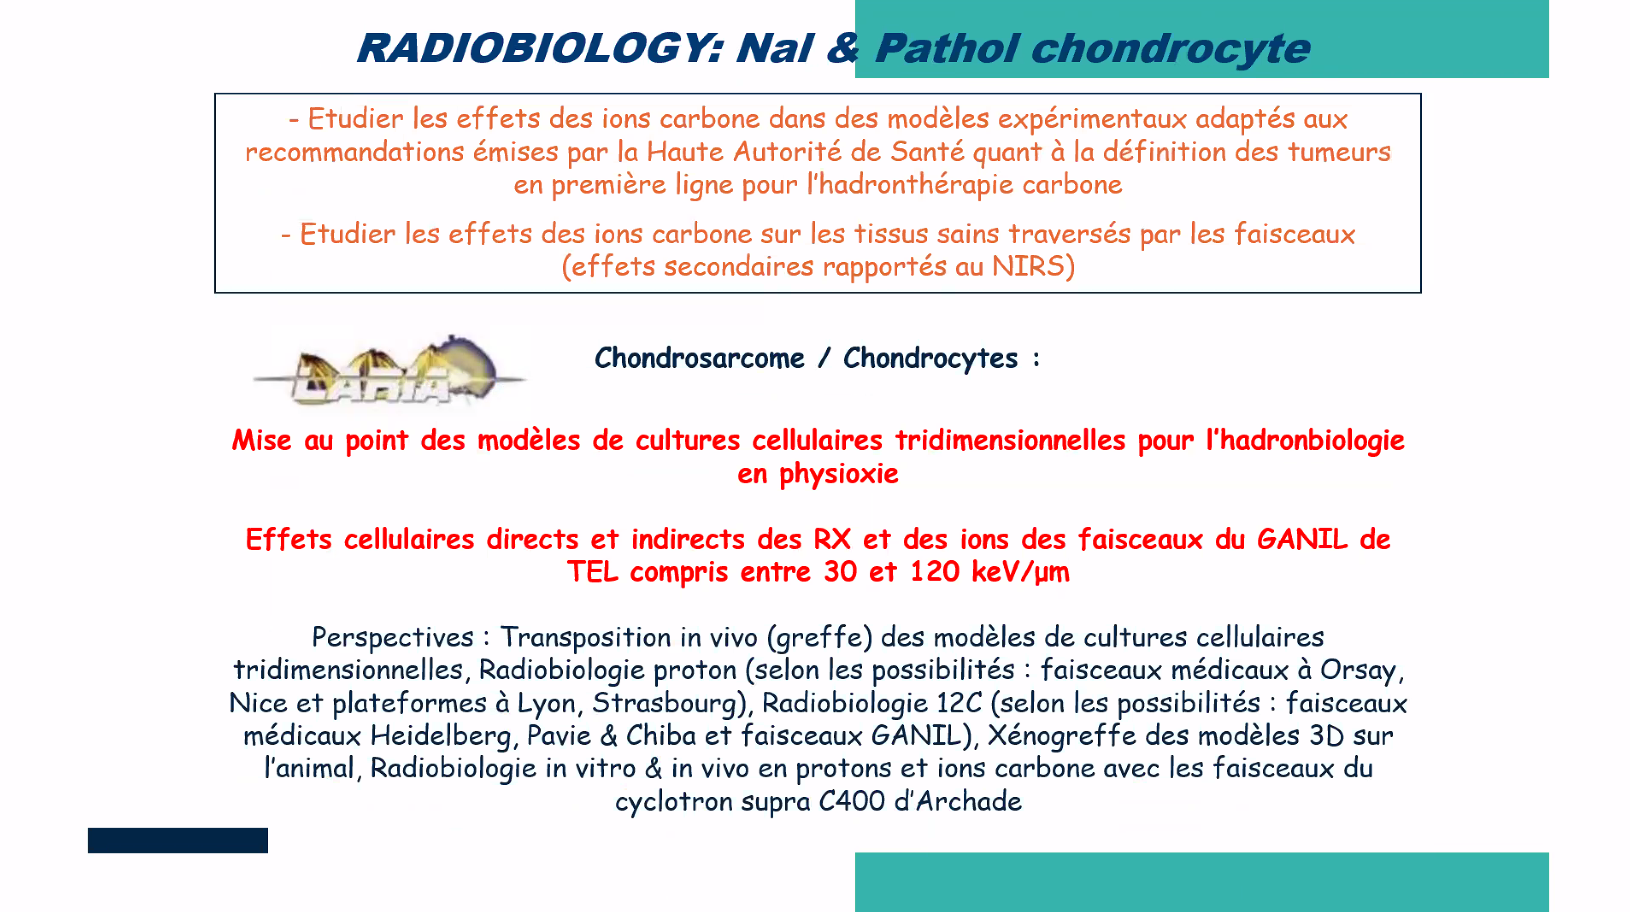 RADIOBIOLOGY: Nal & Pathol chondrocyte
- Etudier les effets des ions carbone dans des modèles expérimentaux adaptés aux
recommandations émises par la Haute Autorité de Santé quant à la définition des tumeurs
en première ligne pour l'hadronthérapie carbone
- Etudier les effets des ions carbone sur les tissus sains traversés par les faisceaux
(effets secondaires rapportés au NIRS)
LARIA
Chondrosarcome / Chondrocytes :
Mise au point des modèles de cultures cellulaires tridimensionnelles pour l'hadronbiologie
en physioxie
Effets cellulaires directs et indirects des RX et des ions des faisceaux du GANIL de
TEL compris entre 30 et 120 keV/µm
Perspectives : Transposition in vivo (greffe) des modèles de cultures cellulaires
tridimensionnelles, Radiobiologie proton (selon les possibilités : faisceaux médicaux à Orsay,
Nice et plateformes à Lyon, Strasbourg), Radiobiologie 12C (selon les possibilités : faisceaux
médicaux Heidelberg, Pavie & Chiba et faisceaux GANIL), Xénogreffe des modèles 3D sur
l'animal, Radiobiologie in vitro & in vivo en protons et ions carbone avec les faisceaux du
cyclotron supra C400 d'Archade